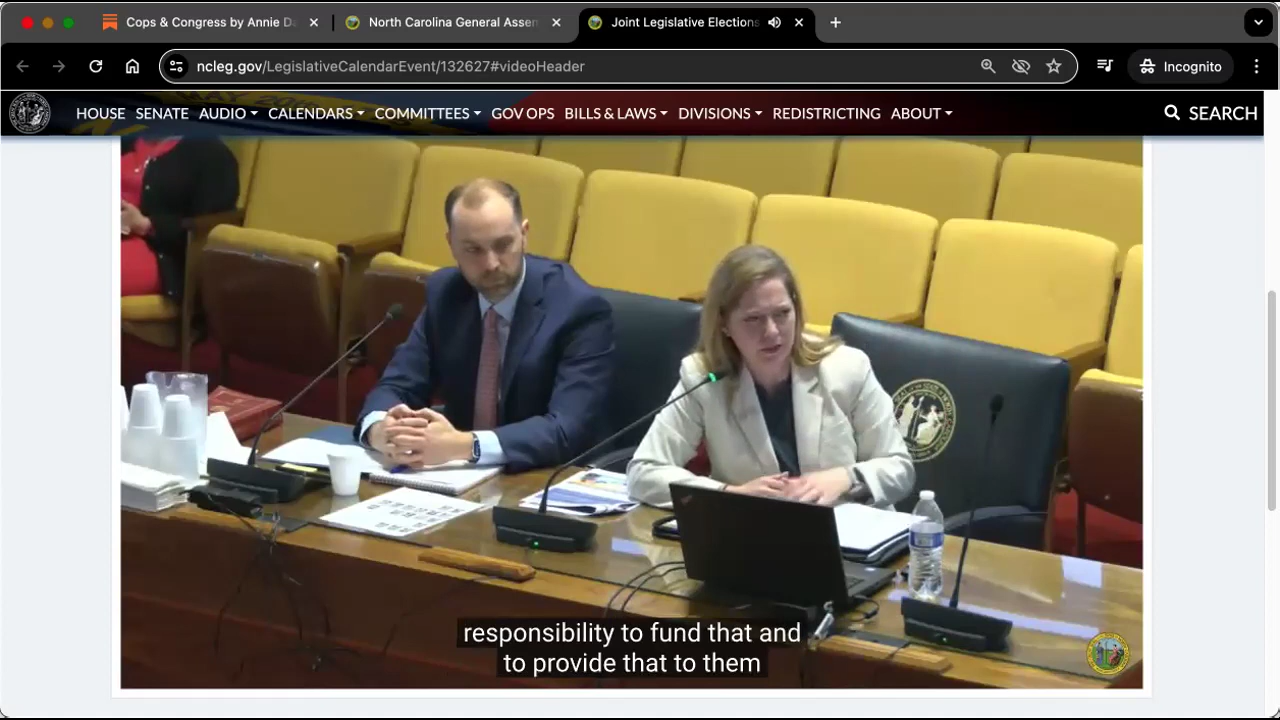 Cops & Congress by Annie D
North Carolina General Assem
Joint Legislative Elections
ncleg.gov/LegislativeCalendarEvent/132627#videoHeader
Incognito
HOUSE SENATE AUDIO CALENDARS COMMITTEES GOV OPS BILLS & LAWS DIVISIONS REDISTRICTING ABOUT
SEARCH
responsibility to fund that and
to provide that to them